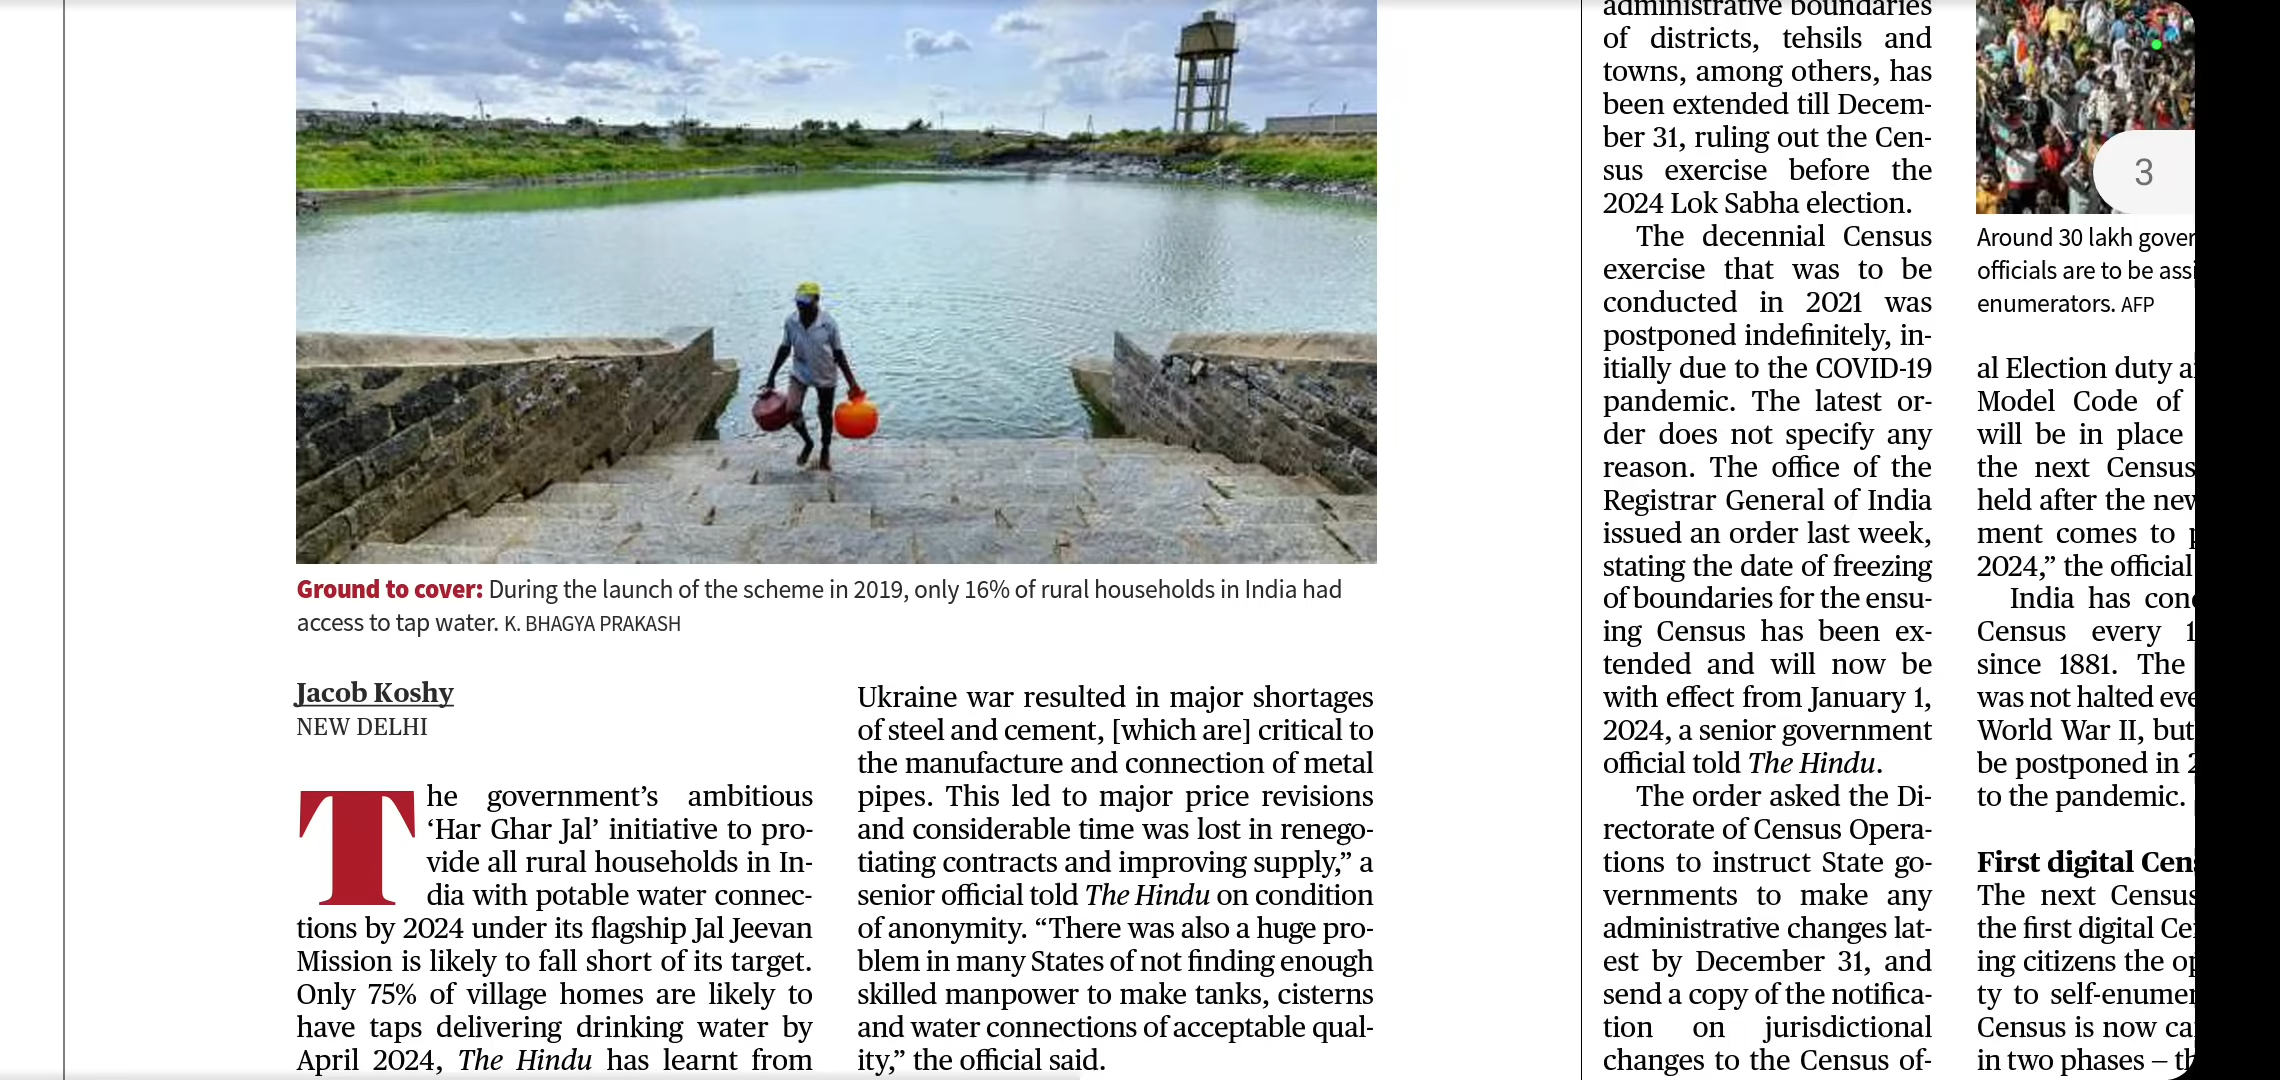 Ground to cover: During the launch of the scheme in 2019, only 16% of rural households in India had
access to tap water. K. BHAGYA PRAKASH
Jacob Koshy
NEW DELHI
The government’s ambitious
‘Har Ghar Jal’ initiative to pro-
vide all rural households in In-
dia with potable water connec-
tions by 2024 under its flagship Jal Jeevan
Mission is likely to fall short of its target.
Only 75% of village homes are likely to
have taps delivering drinking water by
April 2024, The Hindu has learnt from
Ukraine war resulted in major shortages
of steel and cement, [which are] critical to
the manufacture and connection of metal
pipes. This led to major price revisions
and considerable time was lost in renego-
tiating contracts and improving supply,” a
senior official told The Hindu on condition
of anonymity. “There was also a huge pro-
blem in many States of not finding enough
skilled manpower to make tanks, cisterns
and water connections of acceptable qual-
ity,” the official said.
administrative boundaries
of districts, tehsils and
towns, among others, has
been extended till Decem-
ber 31, ruling out the Cen-
sus exercise before the
2024 Lok Sabha election.
The decennial Census
exercise that was to be
conducted in 2021 was
postponed indefinitely, in-
itially due to the COVID-19
pandemic. The latest or-
der does not specify any
reason. The office of the
Registrar General of India
issued an order last week,
stating the date of freezing
of boundaries for the ensu-
ing Census has been ex-
tended and will now be
with effect from January 1,
2024, a senior government
official told The Hindu.
The order asked the Di-
rectorate of Census Opera-
tions to instruct State go-
vernments to make any
administrative changes lat-
est by December 31, and
send a copy of the notifica-
tion on jurisdictional
changes to the Census of-
3
Around 30 lakh gover
officials are to be assi
enumerators. AFP
al Election duty a
Model Code of
will be in place
the next Census
held after the new
ment comes to
2024,” the official
India has con
Census every 1
since 1881. The
was not halted eve
World War II, but
be postponed in 2
to the pandemic.
First digital Cens
The next Census
the first digital Ce
ing citizens the op
ty to self-enumer
Census is now ca
in two phases – th